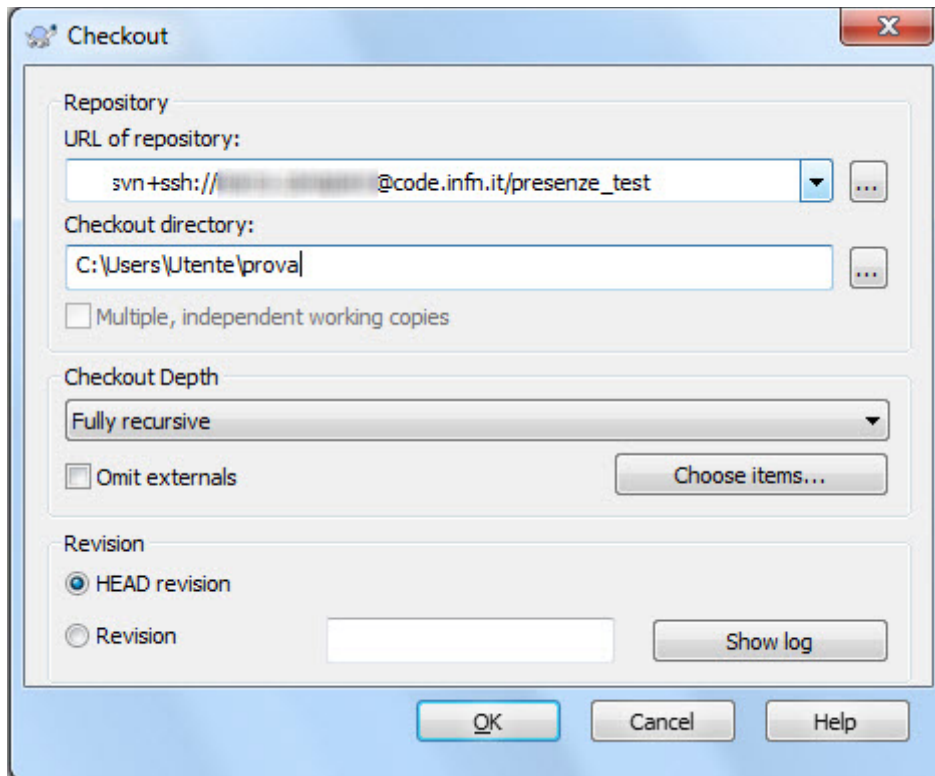 Checkout
Repository
URL of repository:
svn+ssh:// @code.infn.it/presenze_test
...
Checkout directory:
C:\Users\Utente\prova
...
Multiple, independent working copies
Checkout Depth
Fully recursive
Omit externals
Choose items...
Revision
HEAD revision
Revision
Show log
OK
Cancel
Help